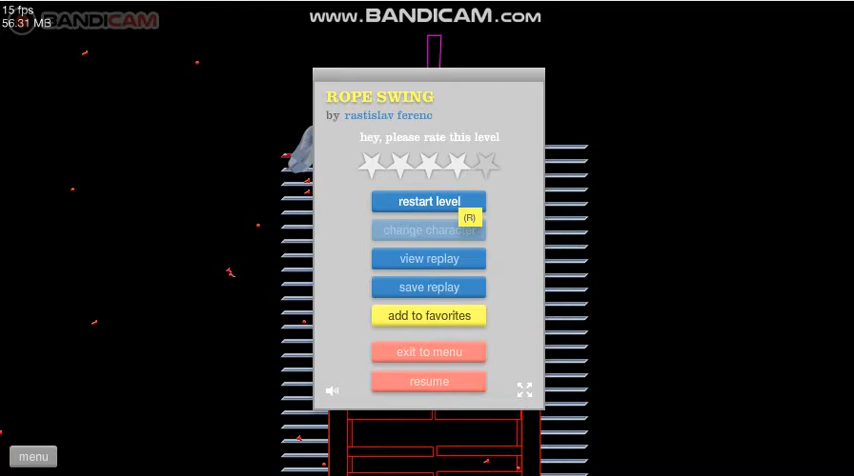 15 fps
56.31 MB
BANDICAM
WWW.BANDICAM.COM
ROPE SWING
by rastislav ferenc
hey, please rate this level
restart level
(R)
change character
view replay
save replay
add to favorites
exit to menu
resume
menu